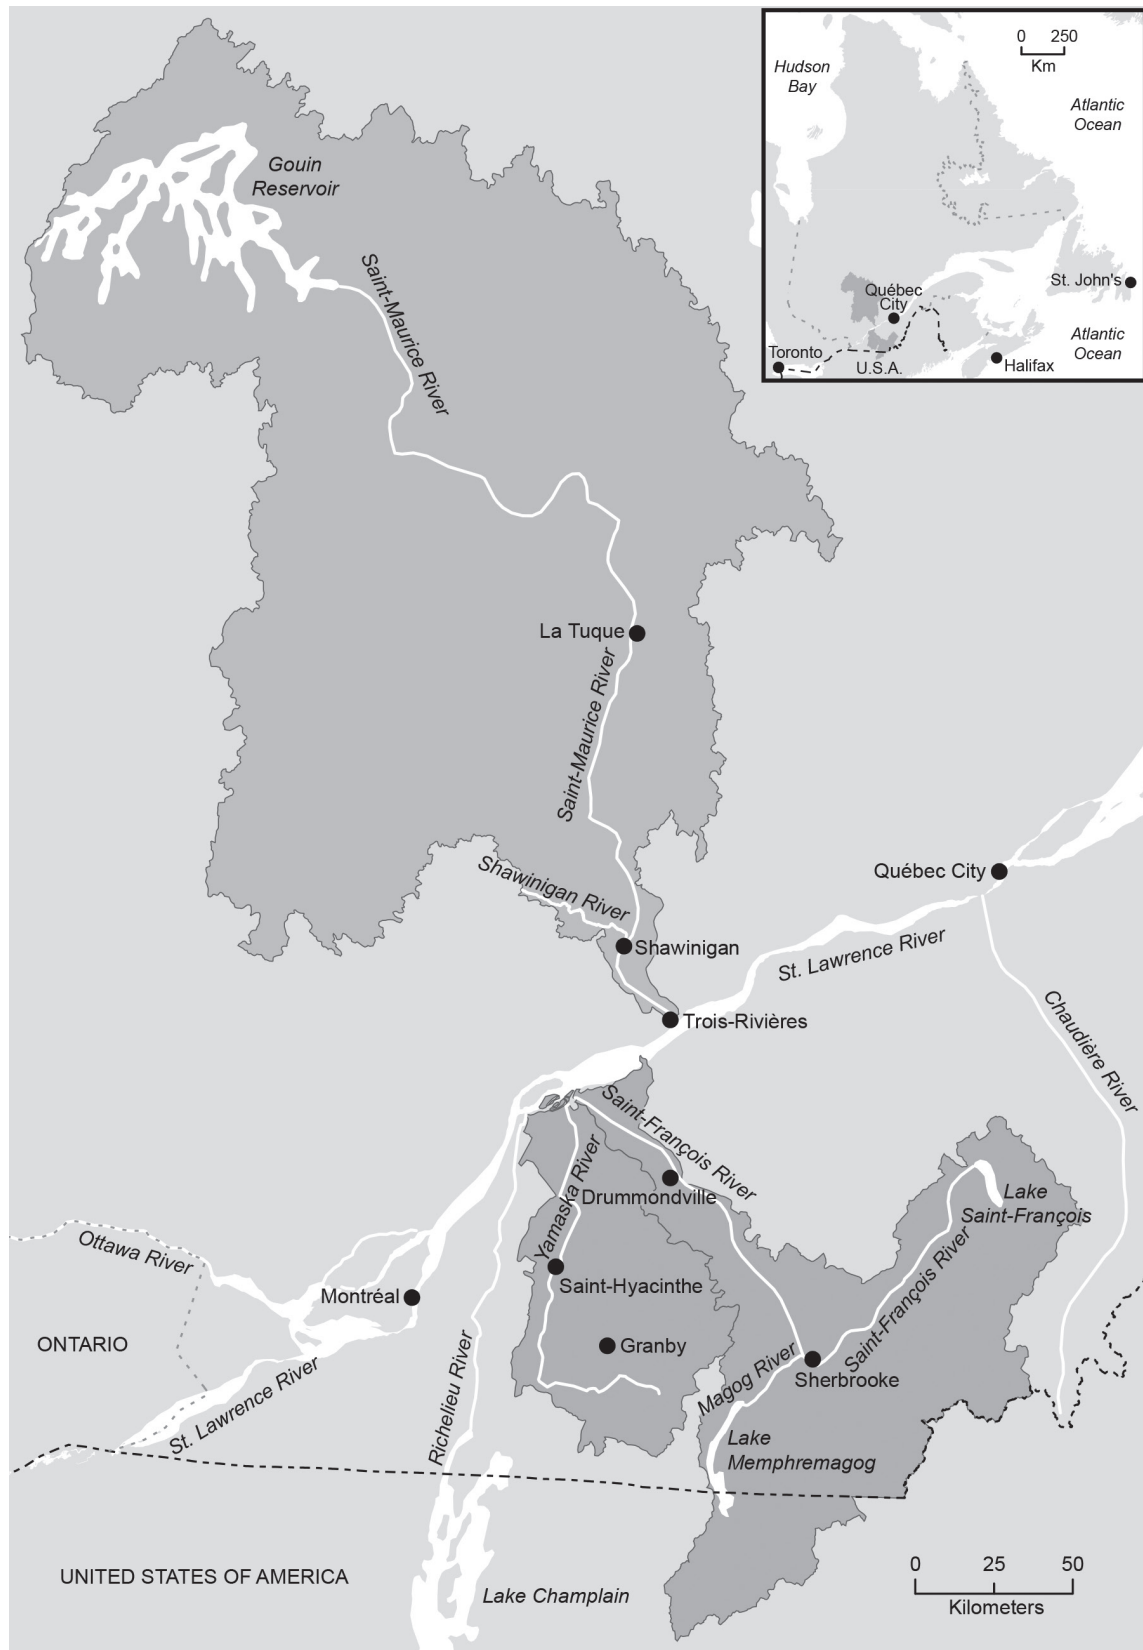 Hudson
Bay
0 250
Km
Atlantic
Ocean
St. John's
Québec
City
Atlantic
Ocean
Toronto
U.S.A.
Halifax
Gouin
Reservoir
Saint-Maurice River
La Tuque
Saint-Maurice River
Shawinigan River
Shawinigan
Québec City
St. Lawrence River
Trois-Rivières
Chaudière River
Saint-François River
Drummondville
Yamaska River
Lake
Saint-François
Ottawa River
Saint-Hyacinthe
Montréal
Saint-François River
ONTARIO
Granby
Richelieu River
Magog River
Sherbrooke
St. Lawrence River
Lake
Memphremagog
UNITED STATES OF AMERICA
Lake Champlain
0 25 50
Kilometers